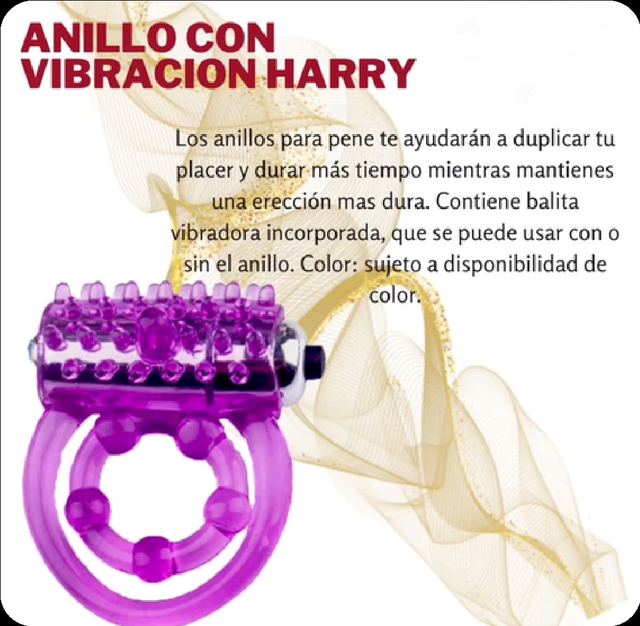 ANILLO CON
VIBRACION HARRY
Los anillos para pene te ayudarán a duplicar tu
placer y durar más tiempo mientras mantienes
una erección mas dura. Contiene balita
vibradora incorporada, que se puede usar con o
sin el anillo. Color: sujeto a disponibilidad de
color.